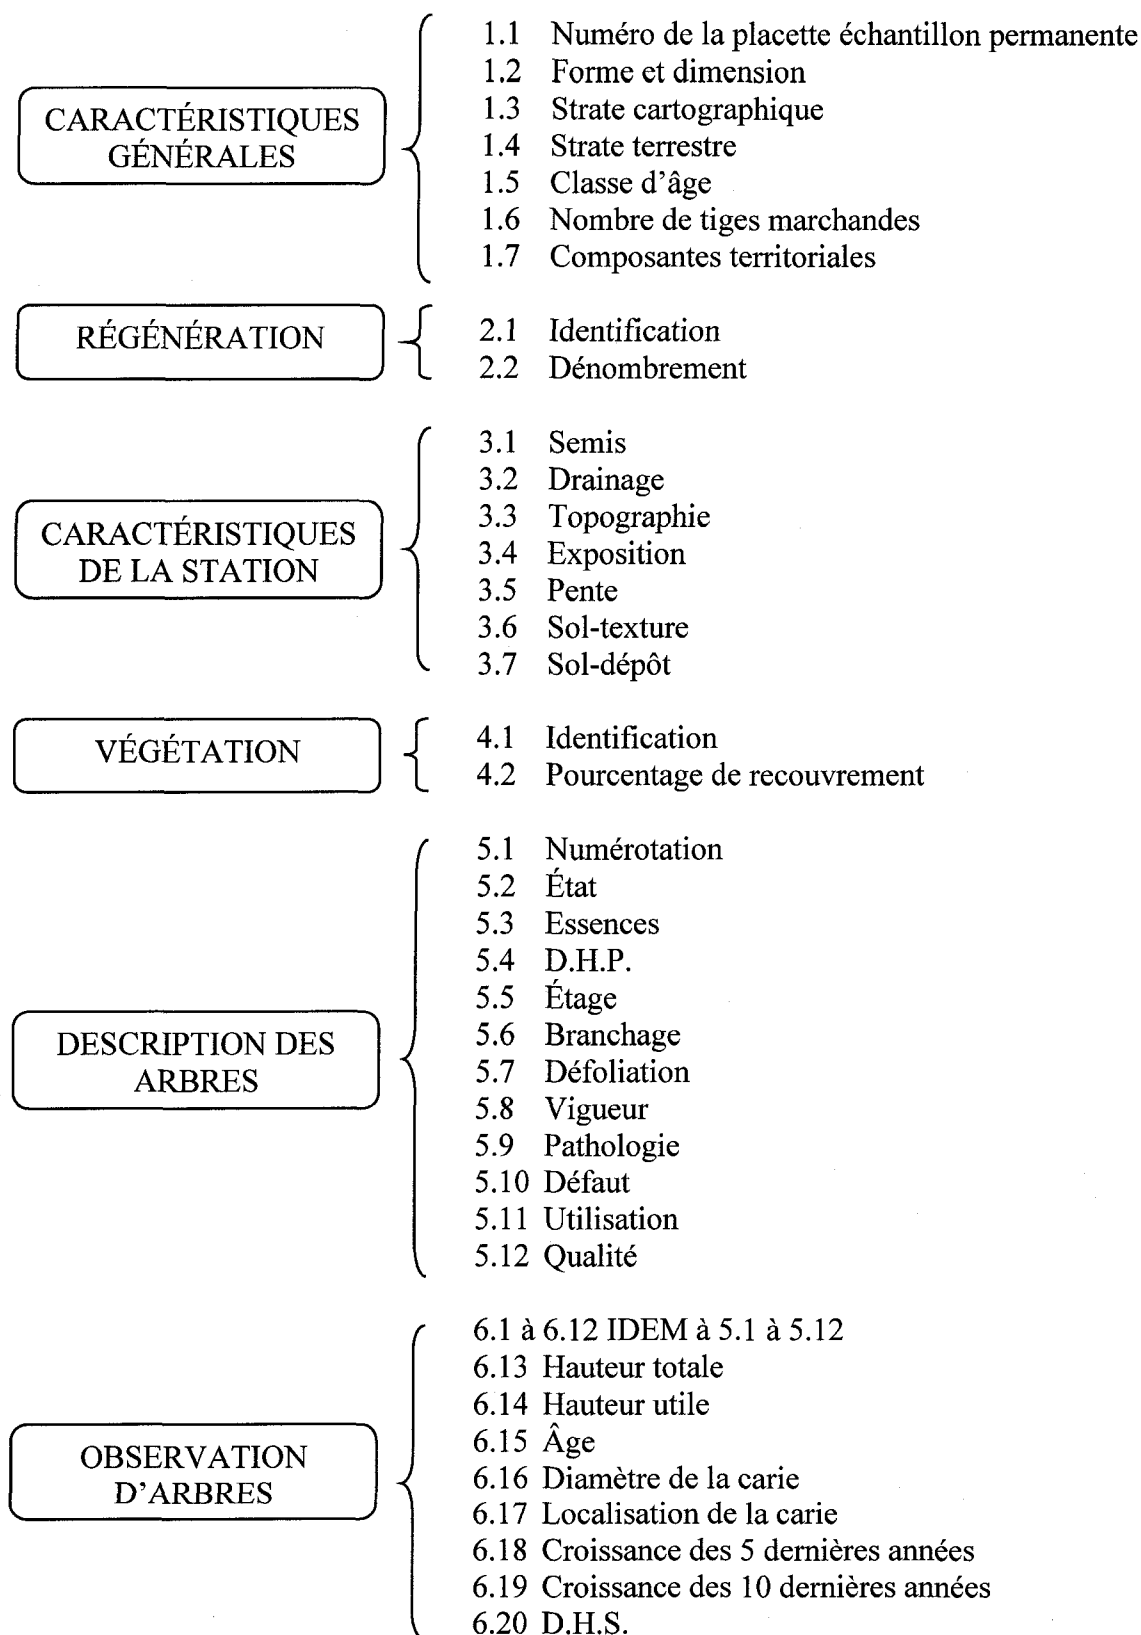 CARACTÉRISTIQUES
GÉNÉRALES
1.1 Numéro de la placette échantillon permanente
1.2 Forme et dimension
1.3 Strate cartographique
1.4 Strate terrestre
1.5 Classe d'âge
1.6 Nombre de tiges marchandes
1.7 Composantes territoriales
RÉGÉNÉRATION
2.1 Identification
2.2 Dénombrement
CARACTÉRISTIQUES
DE LA STATION
3.1 Semis
3.2 Drainage
3.3 Topographie
3.4 Exposition
3.5 Pente
3.6 Sol-texture
3.7 Sol-dépôt
VÉGÉTATION
4.1 Identification
4.2 Pourcentage de recouvrement
DESCRIPTION DES
ARBRES
5.1 Numérotation
5.2 État
5.3 Essences
5.4 D.H.P.
5.5 Étage
5.6 Branchage
5.7 Défoliation
5.8 Vigueur
5.9 Pathologie
5.10 Défaut
5.11 Utilisation
5.12 Qualité
OBSERVATION
D'ARBRES
6.1 à 6.12 IDEM à 5.1 à 5.12
6.13 Hauteur totale
6.14 Hauteur utile
6.15 Âge
6.16 Diamètre de la carie
6.17 Localisation de la carie
6.18 Croissance des 5 dernières années
6.19 Croissance des 10 dernières années
6.20 D.H.S.